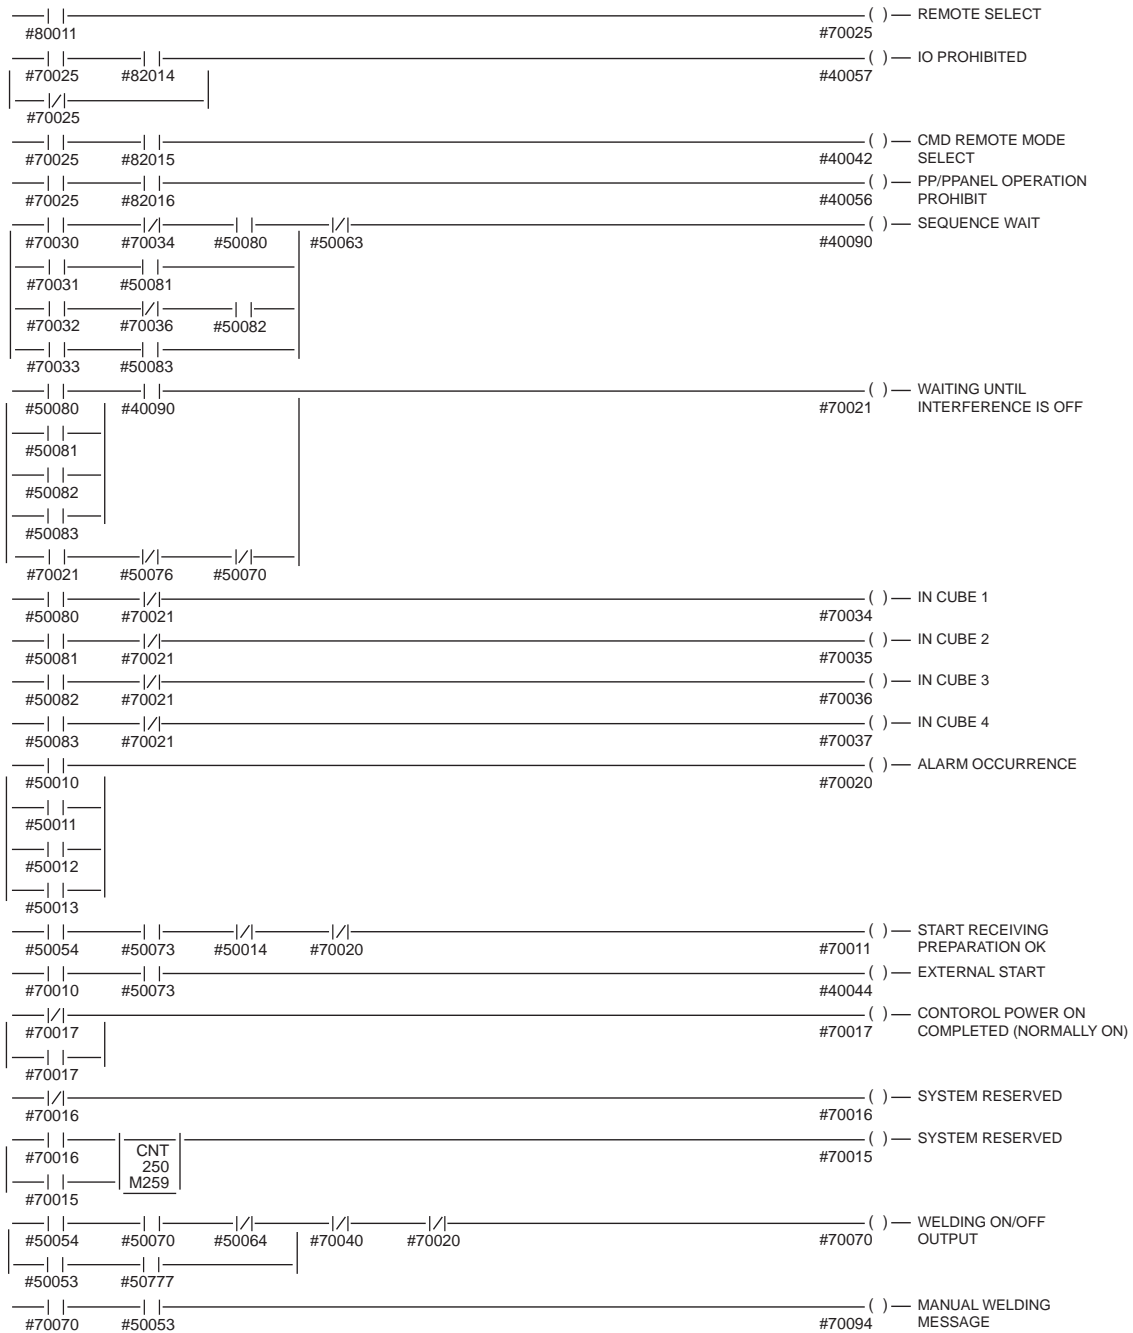 REMOTE SELECT
#80011 #70025
IO PROHIBITED
#70025 #82014 #40057
#70025
CMD REMOTE MODE
SELECT
#70025 #82015 #40042
PP/PPANEL OPERATION
PROHIBIT
#70025 #82016 #40056
SEQUENCE WAIT
#70030 #70034 #50080 #50063 #40090
#70031 #50081
#70032 #70036 #50082
#70033 #50083
WAITING UNTIL
INTERFERENCE IS OFF
#50080 #40090 #70021
#50081
#50082
#50083
#70021 #50076 #50070
IN CUBE 1
#50080 #70021 #70034
IN CUBE 2
#50081 #70021 #70035
IN CUBE 3
#50082 #70021 #70036
IN CUBE 4
#50083 #70021 #70037
ALARM OCCURRENCE
#50010 #70020
#50011
#50012
#50013
START RECEIVING
PREPARATION OK
#50054 #50073 #50014 #70020 #70011
EXTERNAL START
#70010 #50073 #40044
CONTOROL POWER ON
COMPLETED (NORMALLY ON)
#70017 #70017
#70017
SYSTEM RESERVED
#70016 #70016
SYSTEM RESERVED
CNT
250
M259
#70016 #70015
#70015
WELDING ON/OFF
OUTPUT
#50054 #50070 #50064 #70040 #70020 #70070
#50053 #50777
MANUAL WELDING
MESSAGE
#70070 #50053 #70094